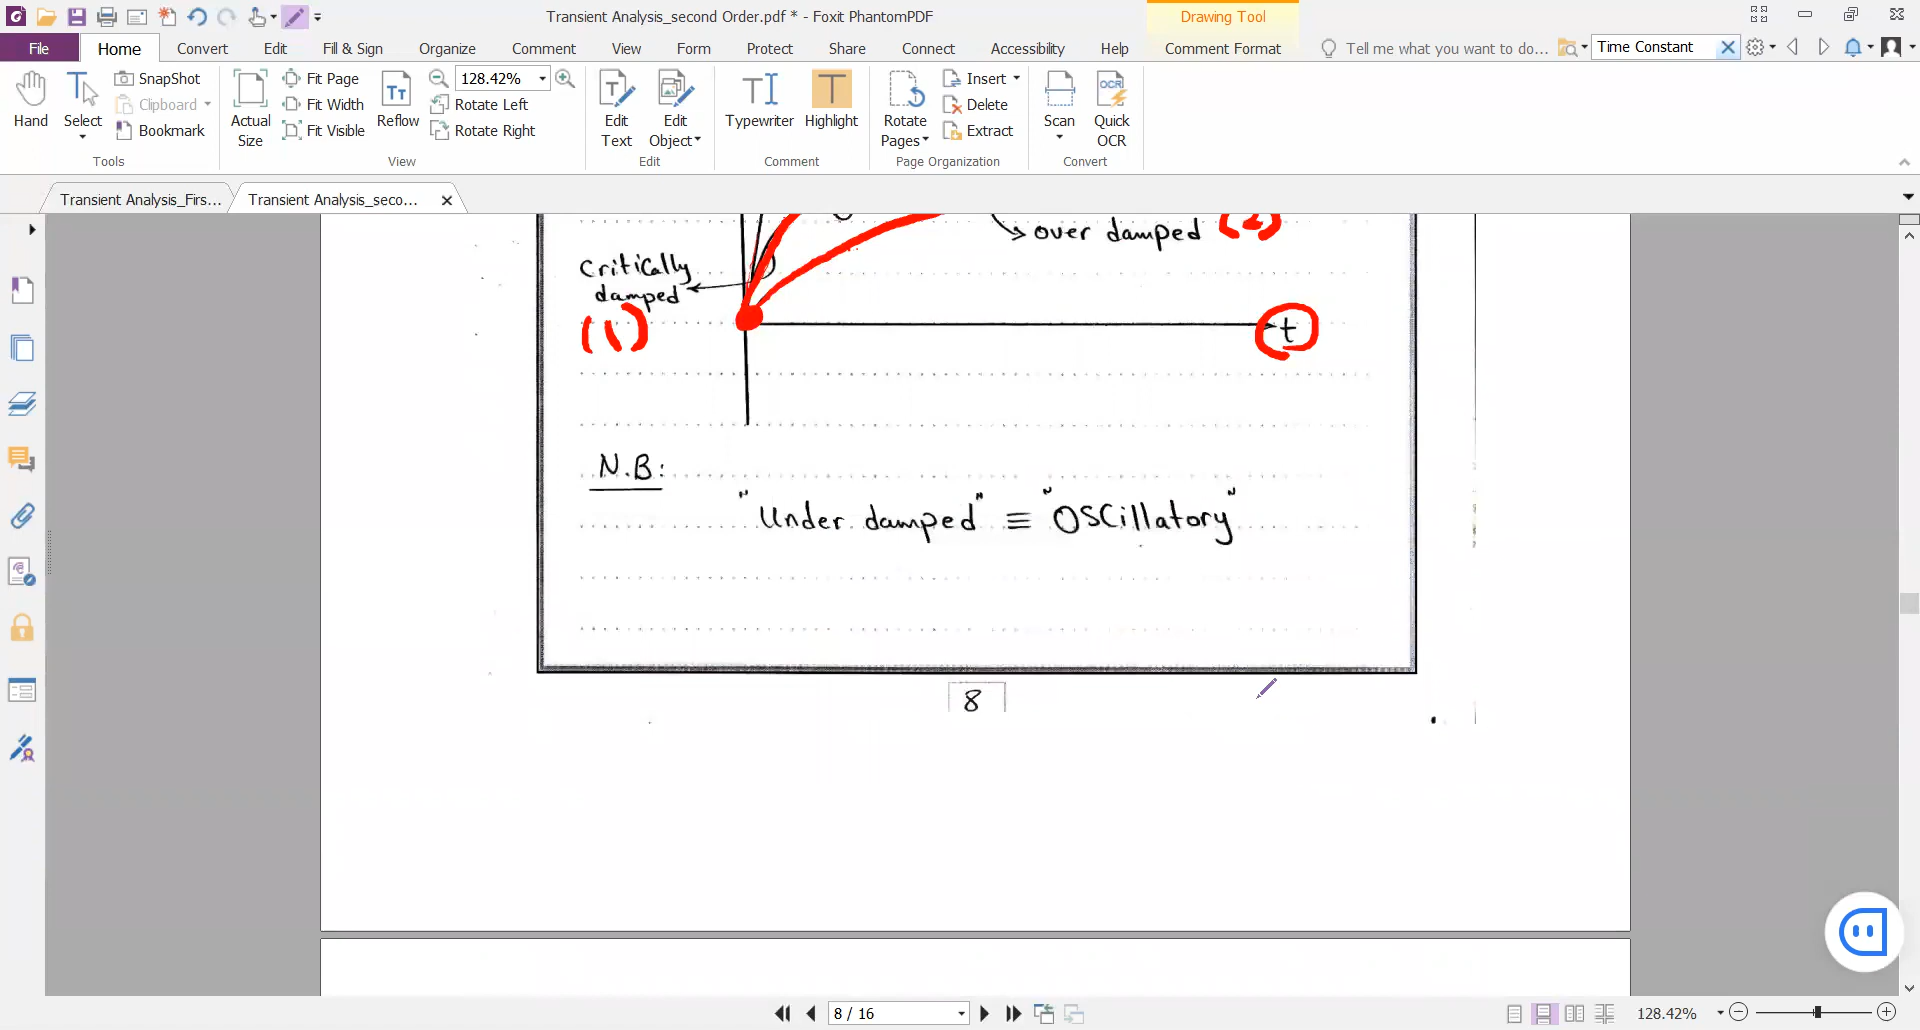 Transient Analysis_second Order.pdf * - Foxit PhantomPDF
Drawing Tool
File Home Convert Edit Fill & Sign Organize Comment View Form Protect Share Connect Accessibility Help Comment Format Tell me what you want to do... Time Constant
Hand
Select
SnapShot
Clipboard
Bookmark
Tools
Actual Size
Fit Page
Fit Width
Fit Visible
Reflow
128.42%
Rotate Left
Rotate Right
View
Edit Text
Edit Object
Edit
Typewriter
Highlight
Comment
Rotate Pages
Insert
Delete
Extract
Page Organization
Scan
Quick OCR
Convert
Transient Analysis_Firs... Transient Analysis_seco...
over damped (2)
Critically
damped
(1)
t
N.B:
"Under damped" ≡ "OSCillatory"
8
8 / 16
128.42%